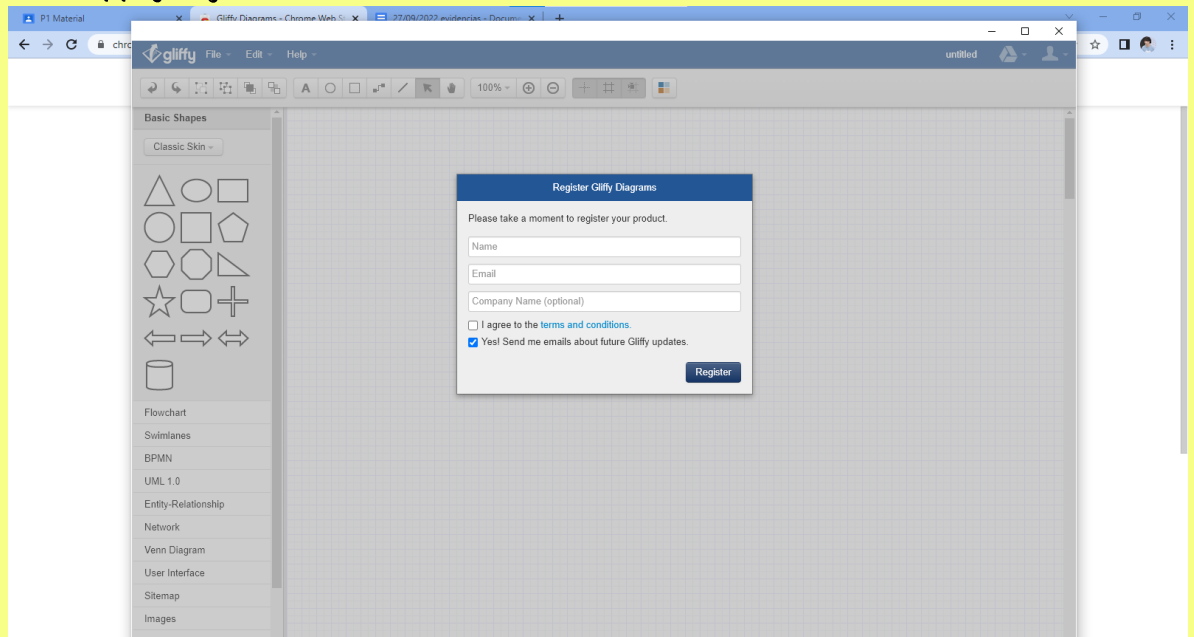 P1 Material
Gliffy Diagrams - Chrome Web S
27/09/2022 evidencias - Docum
chrc
gliffy File Edit Help untitled
100%
Basic Shapes
Classic Skin
Register Gliffy Diagrams
Please take a moment to register your product.
Name
Email
Company Name (optional)
I agree to the terms and conditions.
Yes! Send me emails about future Gliffy updates.
Register
Flowchart
Swimlanes
BPMN
UML 1.0
Entity-Relationship
Network
Venn Diagram
User Interface
Sitemap
Images